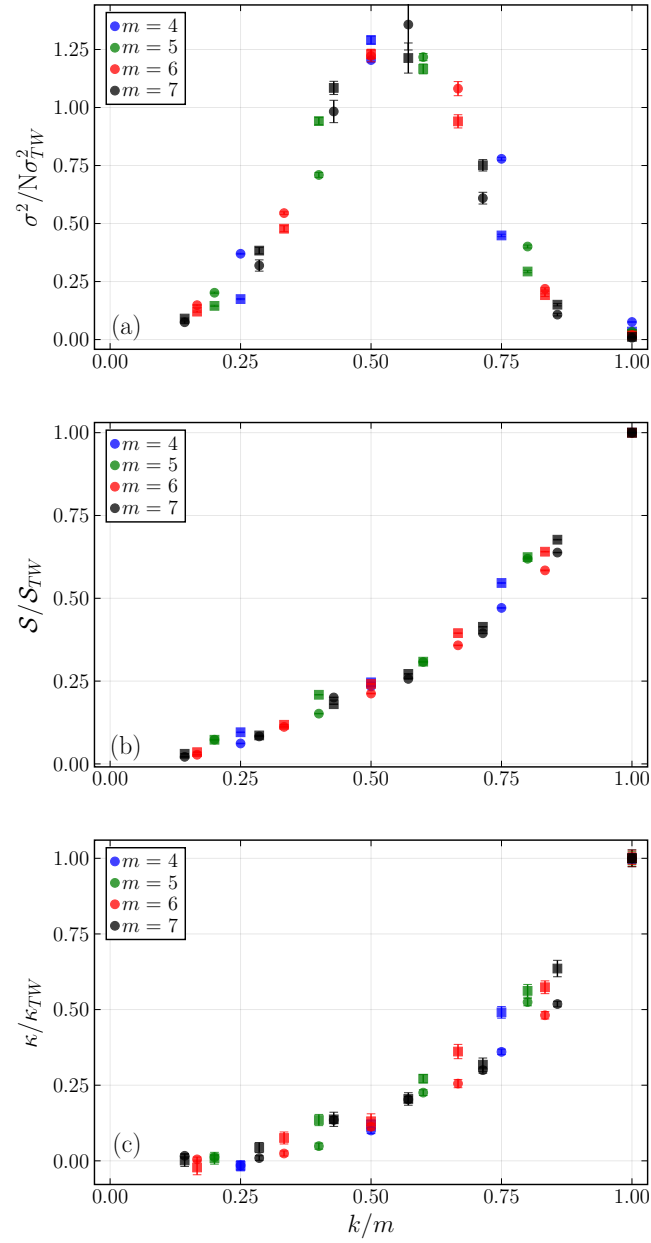 1.25
1.00
0.75
0.50
0.25
0.00
σ²/Nσ²_TW
m = 4
m = 5
m = 6
m = 7
(a)
0.00 0.25 0.50 0.75 1.00
1.00
0.75
0.50
0.25
0.00
𝒮/𝒮_TW
m = 4
m = 5
m = 6
m = 7
(b)
0.00 0.25 0.50 0.75 1.00
1.00
0.75
0.50
0.25
0.00
κ/κ_TW
m = 4
m = 5
m = 6
m = 7
(c)
0.00 0.25 0.50 0.75 1.00
k/m